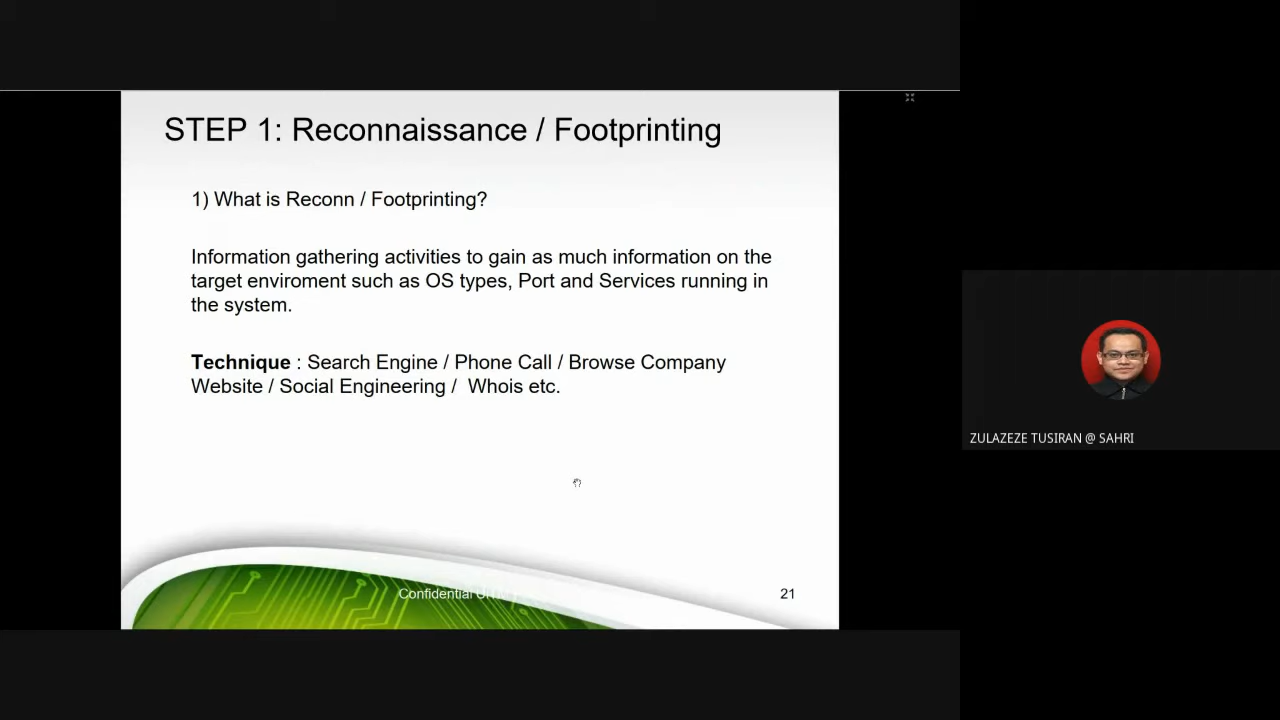 STEP 1: Reconnaissance / Footprinting
1) What is Reconn / Footprinting?
Information gathering activities to gain as much information on the
target enviroment such as OS types, Port and Services running in
the system.
Technique : Search Engine / Phone Call / Browse Company
Website / Social Engineering /  Whois etc.
Confidential
21
ZULAZEZE TUSIRAN @ SAHRI